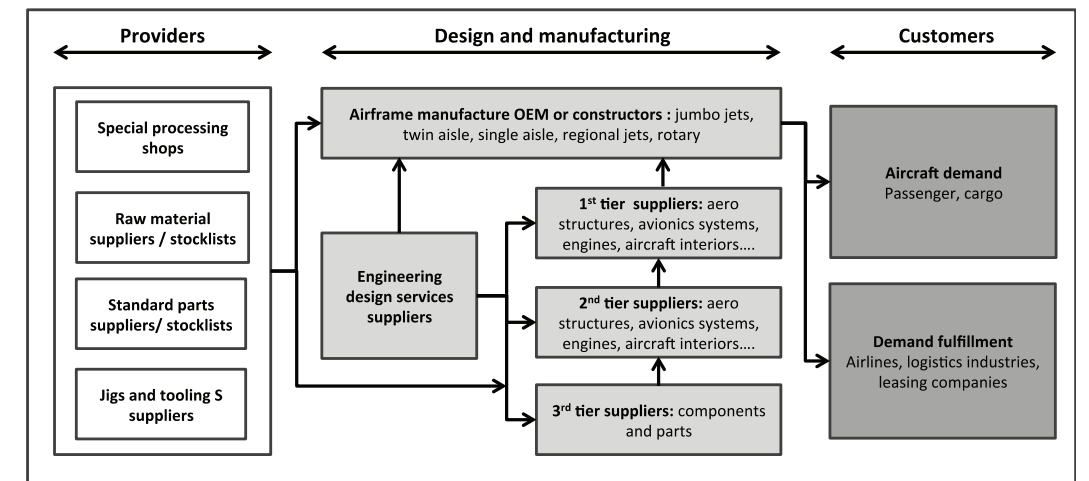 Providers
Design and manufacturing
Customers
Special processing
shops
Raw material
suppliers / stocklists
Standard parts
suppliers/ stocklists
Jigs and tooling S
suppliers
Airframe manufacture OEM or constructors : jumbo jets,
twin aisle, single aisle, regional jets, rotary
Engineering
design services
suppliers
1st tier suppliers: aero
structures, avionics systems,
engines, aircraft interiors....
2nd tier suppliers: aero
structures, avionics systems,
engines, aircraft interiors....
3rd tier suppliers: components
and parts
Aircraft demand
Passenger, cargo
Demand fulfillment
Airlines, logistics industries,
leasing companies